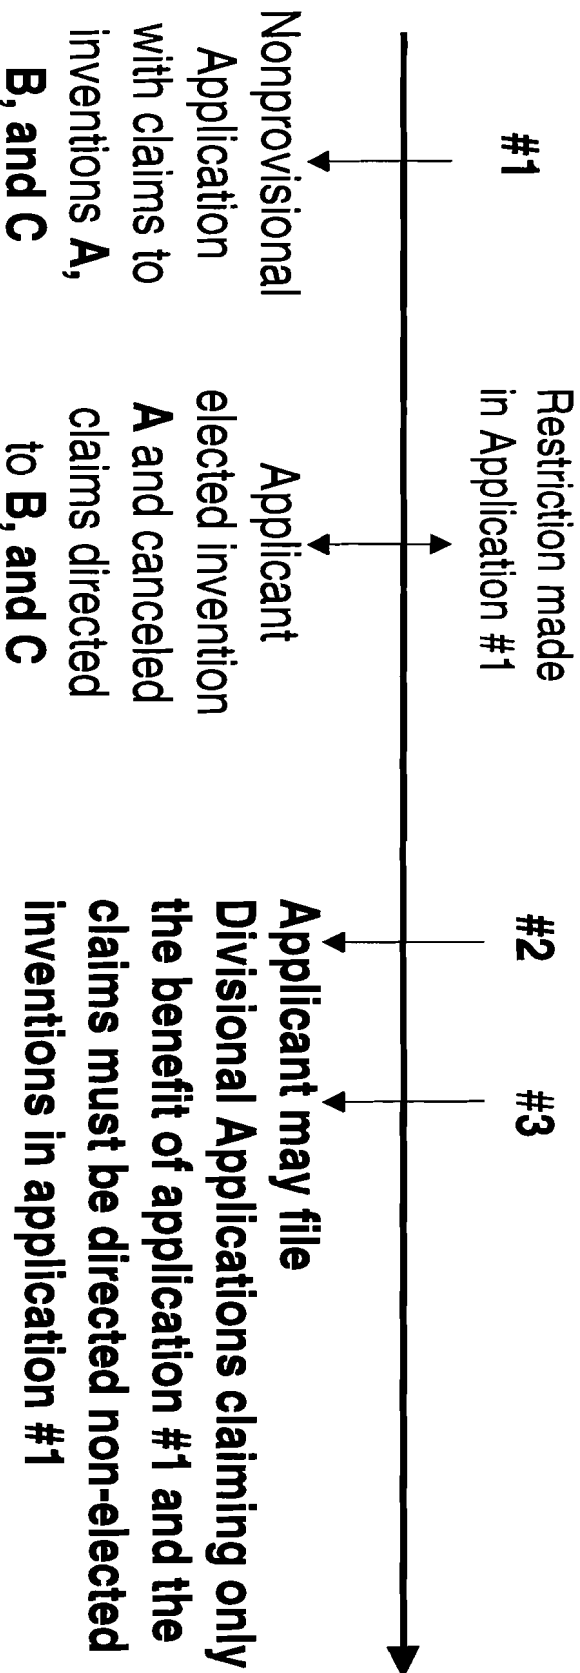 #1
Nonprovisional
Application
with claims to
inventions A,
B, and C
Restriction made
in Application #1
Applicant
elected invention
A and canceled
claims directed
to B, and C
#2
#3
Applicant may file
Divisional Applications claiming only
the benefit of application #1 and the
claims must be directed non-elected
inventions in application #1